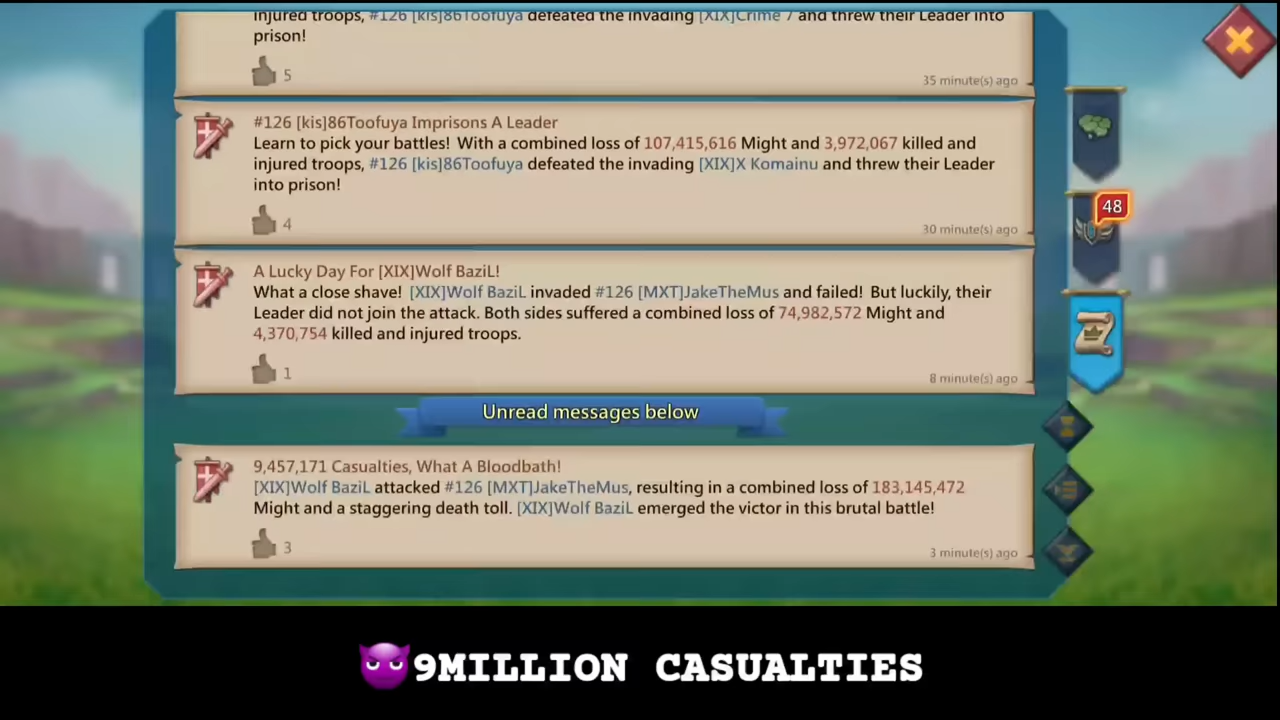 injured troops, #126 [kis]86Toofuya defeated the invading [XIX]Crime 7 and threw their Leader into
prison!
5
35 minute(s) ago
#126 [kis]86Toofuya Imprisons A Leader
Learn to pick your battles! With a combined loss of 107,415,616 Might and 3,972,067 killed and
injured troops, #126 [kis]86Toofuya defeated the invading [XIX]X Komainu and threw their Leader
into prison!
4
30 minute(s) ago
48
A Lucky Day For [XIX]Wolf BaziL!
What a close shave! [XIX]Wolf BaziL invaded #126 [MXT]JakeTheMus and failed! But luckily, their
Leader did not join the attack. Both sides suffered a combined loss of 74,982,572 Might and
4,370,754 killed and injured troops.
1
8 minute(s) ago
Unread messages below
9,457,171 Casualties, What A Bloodbath!
[XIX]Wolf BaziL attacked #126 [MXT]JakeTheMus, resulting in a combined loss of 183,145,472
Might and a staggering death toll. [XIX]Wolf BaziL emerged the victor in this brutal battle!
3
3 minute(s) ago
😈9MILLION CASUALTIES